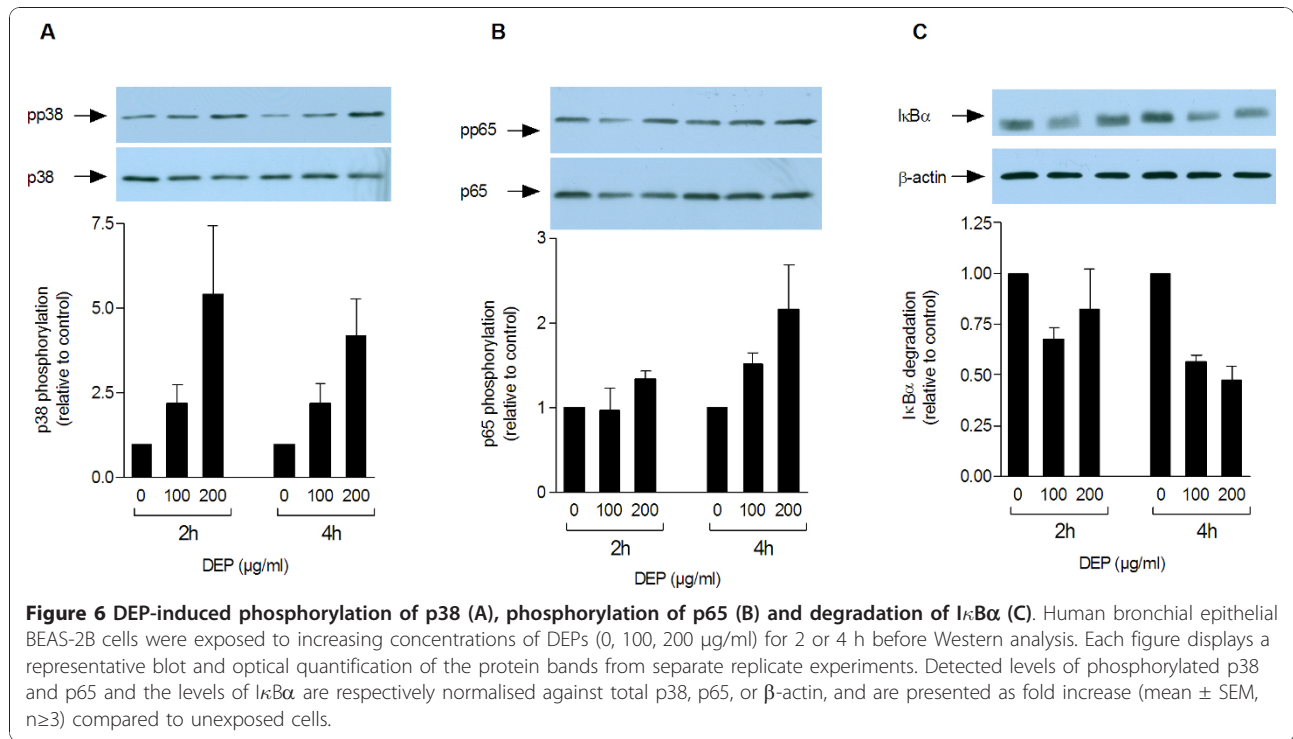 A
pp38
p38
7.5
5.0
2.5
0.0
p38 phosphorylation
(relative to control)
0 100 200 0 100 200
2h 4h
DEP (µg/ml)
B
pp65
p65
3
2
1
0
p65 phosphorylation
(relative to control)
0 100 200 0 100 200
2h 4h
DEP (µg/ml)
C
IκBα
β-actin
1.00
0.75
0.50
0.25
0.00
IκBα degradation
(relative to control)
0 100 200 0 100 200
2h 4h
DEP (µg/ml)
Figure 6 DEP-induced phosphorylation of p38 (A), phosphorylation of p65 (B) and degradation of IκBα (C). Human bronchial epithelial
BEAS-2B cells were exposed to increasing concentrations of DEPs (0, 100, 200 µg/ml) for 2 or 4 h before Western analysis. Each figure displays a
representative blot and optical quantification of the protein bands from separate replicate experiments. Detected levels of phosphorylated p38
and p65 and the levels of IκBα are respectively normalised against total p38, p65, or β-actin, and are presented as fold increase (mean ± SEM,
n≥3) compared to unexposed cells.